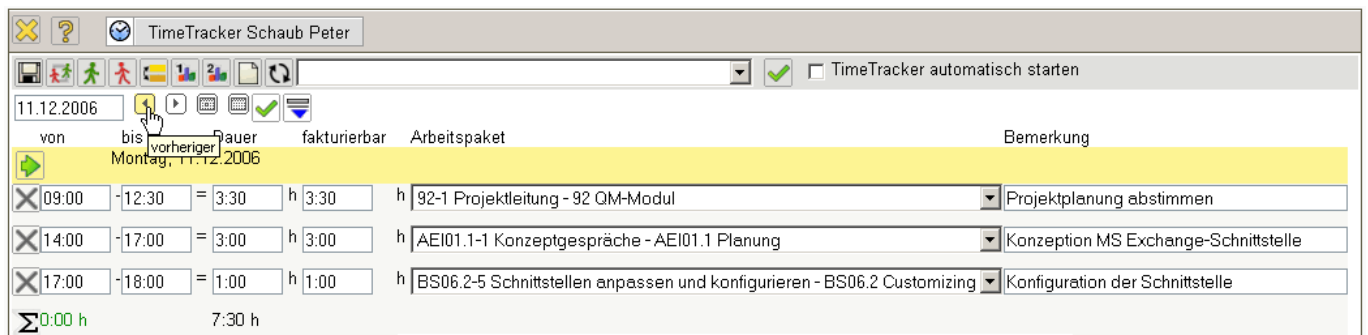 TimeTracker Schaub Peter
TimeTracker automatisch starten
11.12.2006
von bis Dauer fakturierbar Arbeitspaket Bemerkung
vorheriger
Montag, 11.12.2006
09:00 - 12:30 = 3:30 h 3:30 h 92-1 Projektleitung - 92 QM-Modul Projektplanung abstimmen
14:00 - 17:00 = 3:00 h 3:00 h AEI01.1-1 Konzeptgespräche - AEI01.1 Planung Konzeption MS Exchange-Schnittstelle
17:00 - 18:00 = 1:00 h 1:00 h BS06.2-5 Schnittstellen anpassen und konfigurieren - BS06.2 Customizing Konfiguration der Schnittstelle
Σ 0:00 h 7:30 h